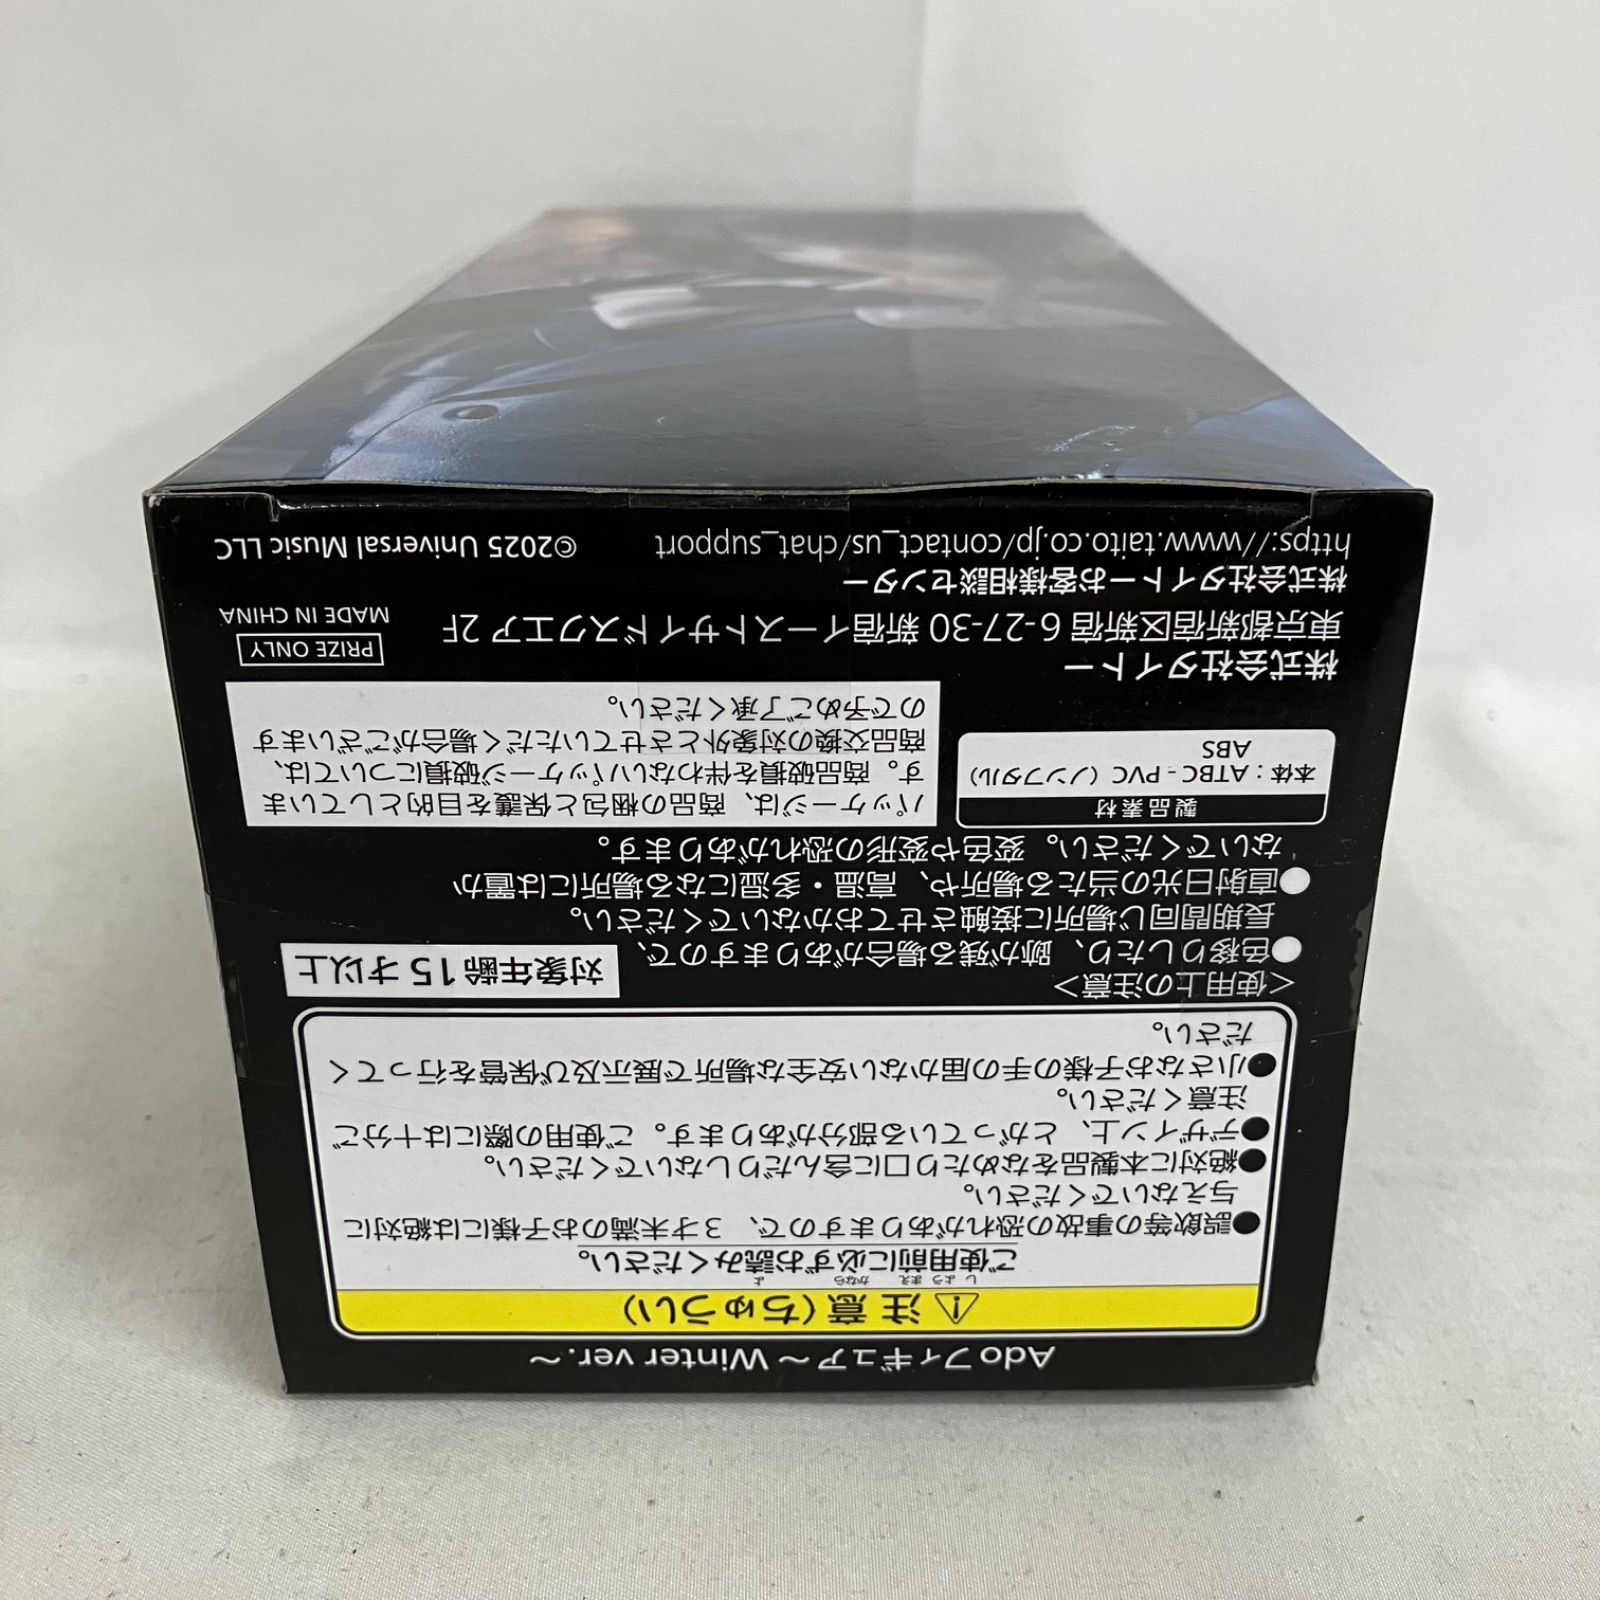 Adoフィギュア～Winter ver.～
注意(ちゅうい)
しようまえ かなら よ
ご使用前に必ずお読みください。
●誤飲等の事故の恐れがありますので、3才未満のお子様には絶対に
与えないでください。
●絶対に本製品をなめたり口に含んだりしないでください。
●デザイン上、とがっている部分があります。ご使用の際には十分ご
注意ください。
●小さなお子様の手の届かない安全な場所で展示及び保管を行ってく
ださい。
<使用上の注意>
●色移りしたり、跡が残る場合がありますので、
長期間同じ場所に接触させておかないでください。
対象年齢15才以上
●直射日光の当たる場所や、高温・多湿になる場所には置か
ないでください。変色や変形の恐れがあります。
製品素材
本体：ATBC-PVC（ノンフタル）
ABS
パッケージは、商品の梱包と保護を目的としていま
す。商品破損を伴わないパッケージ破損については、
商品交換の対象外とさせていただく場合がございます
ので予めご了承ください。
株式会社タイトー
東京都新宿区新宿6-27-30 新宿イーストサイドスクエア2F
株式会社タイトーお客様相談センター
https://www.taito.co.jp/contact_us/chat_support
PRIZE ONLY
MADE IN CHINA
©2025 Universal Music LLC